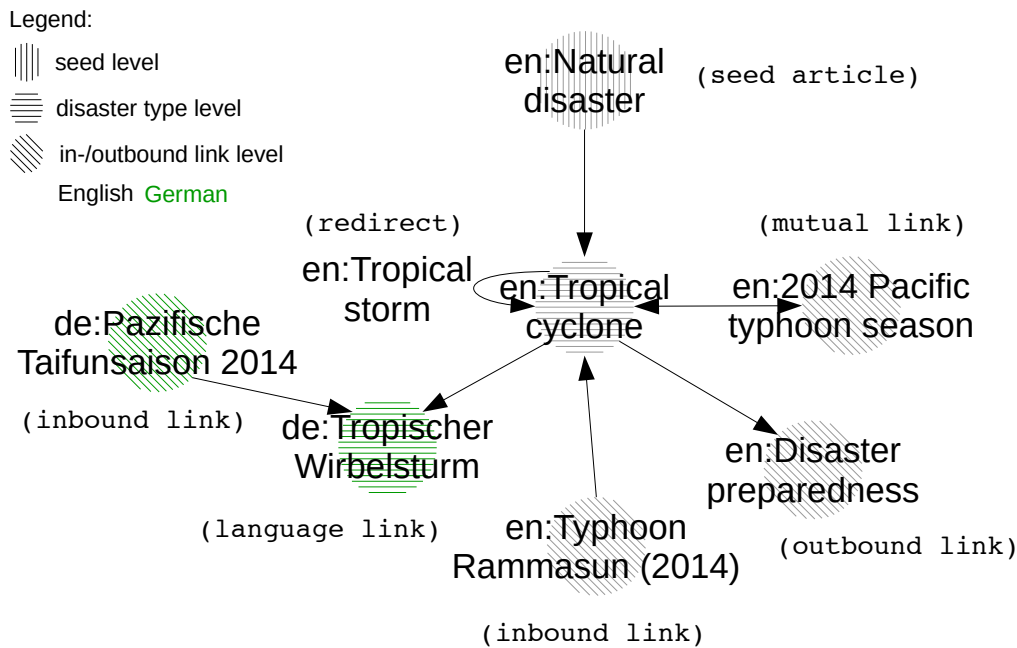 Legend:
seed level
disaster type level
in-/outbound link level
English German
en:Natural
disaster
(seed article)
(redirect)
en:Tropical
storm
en:Tropical
cyclone
(mutual link)
en:2014 Pacific
typhoon season
de:Pazifische
Taifunsaison 2014
(inbound link)
de:Tropischer
Wirbelsturm
(language link)
en:Disaster
preparedness
(outbound link)
en:Typhoon
Rammasun (2014)
(inbound link)